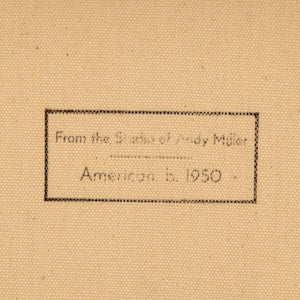 From the Studio of Andy Miller
American, b. 1950